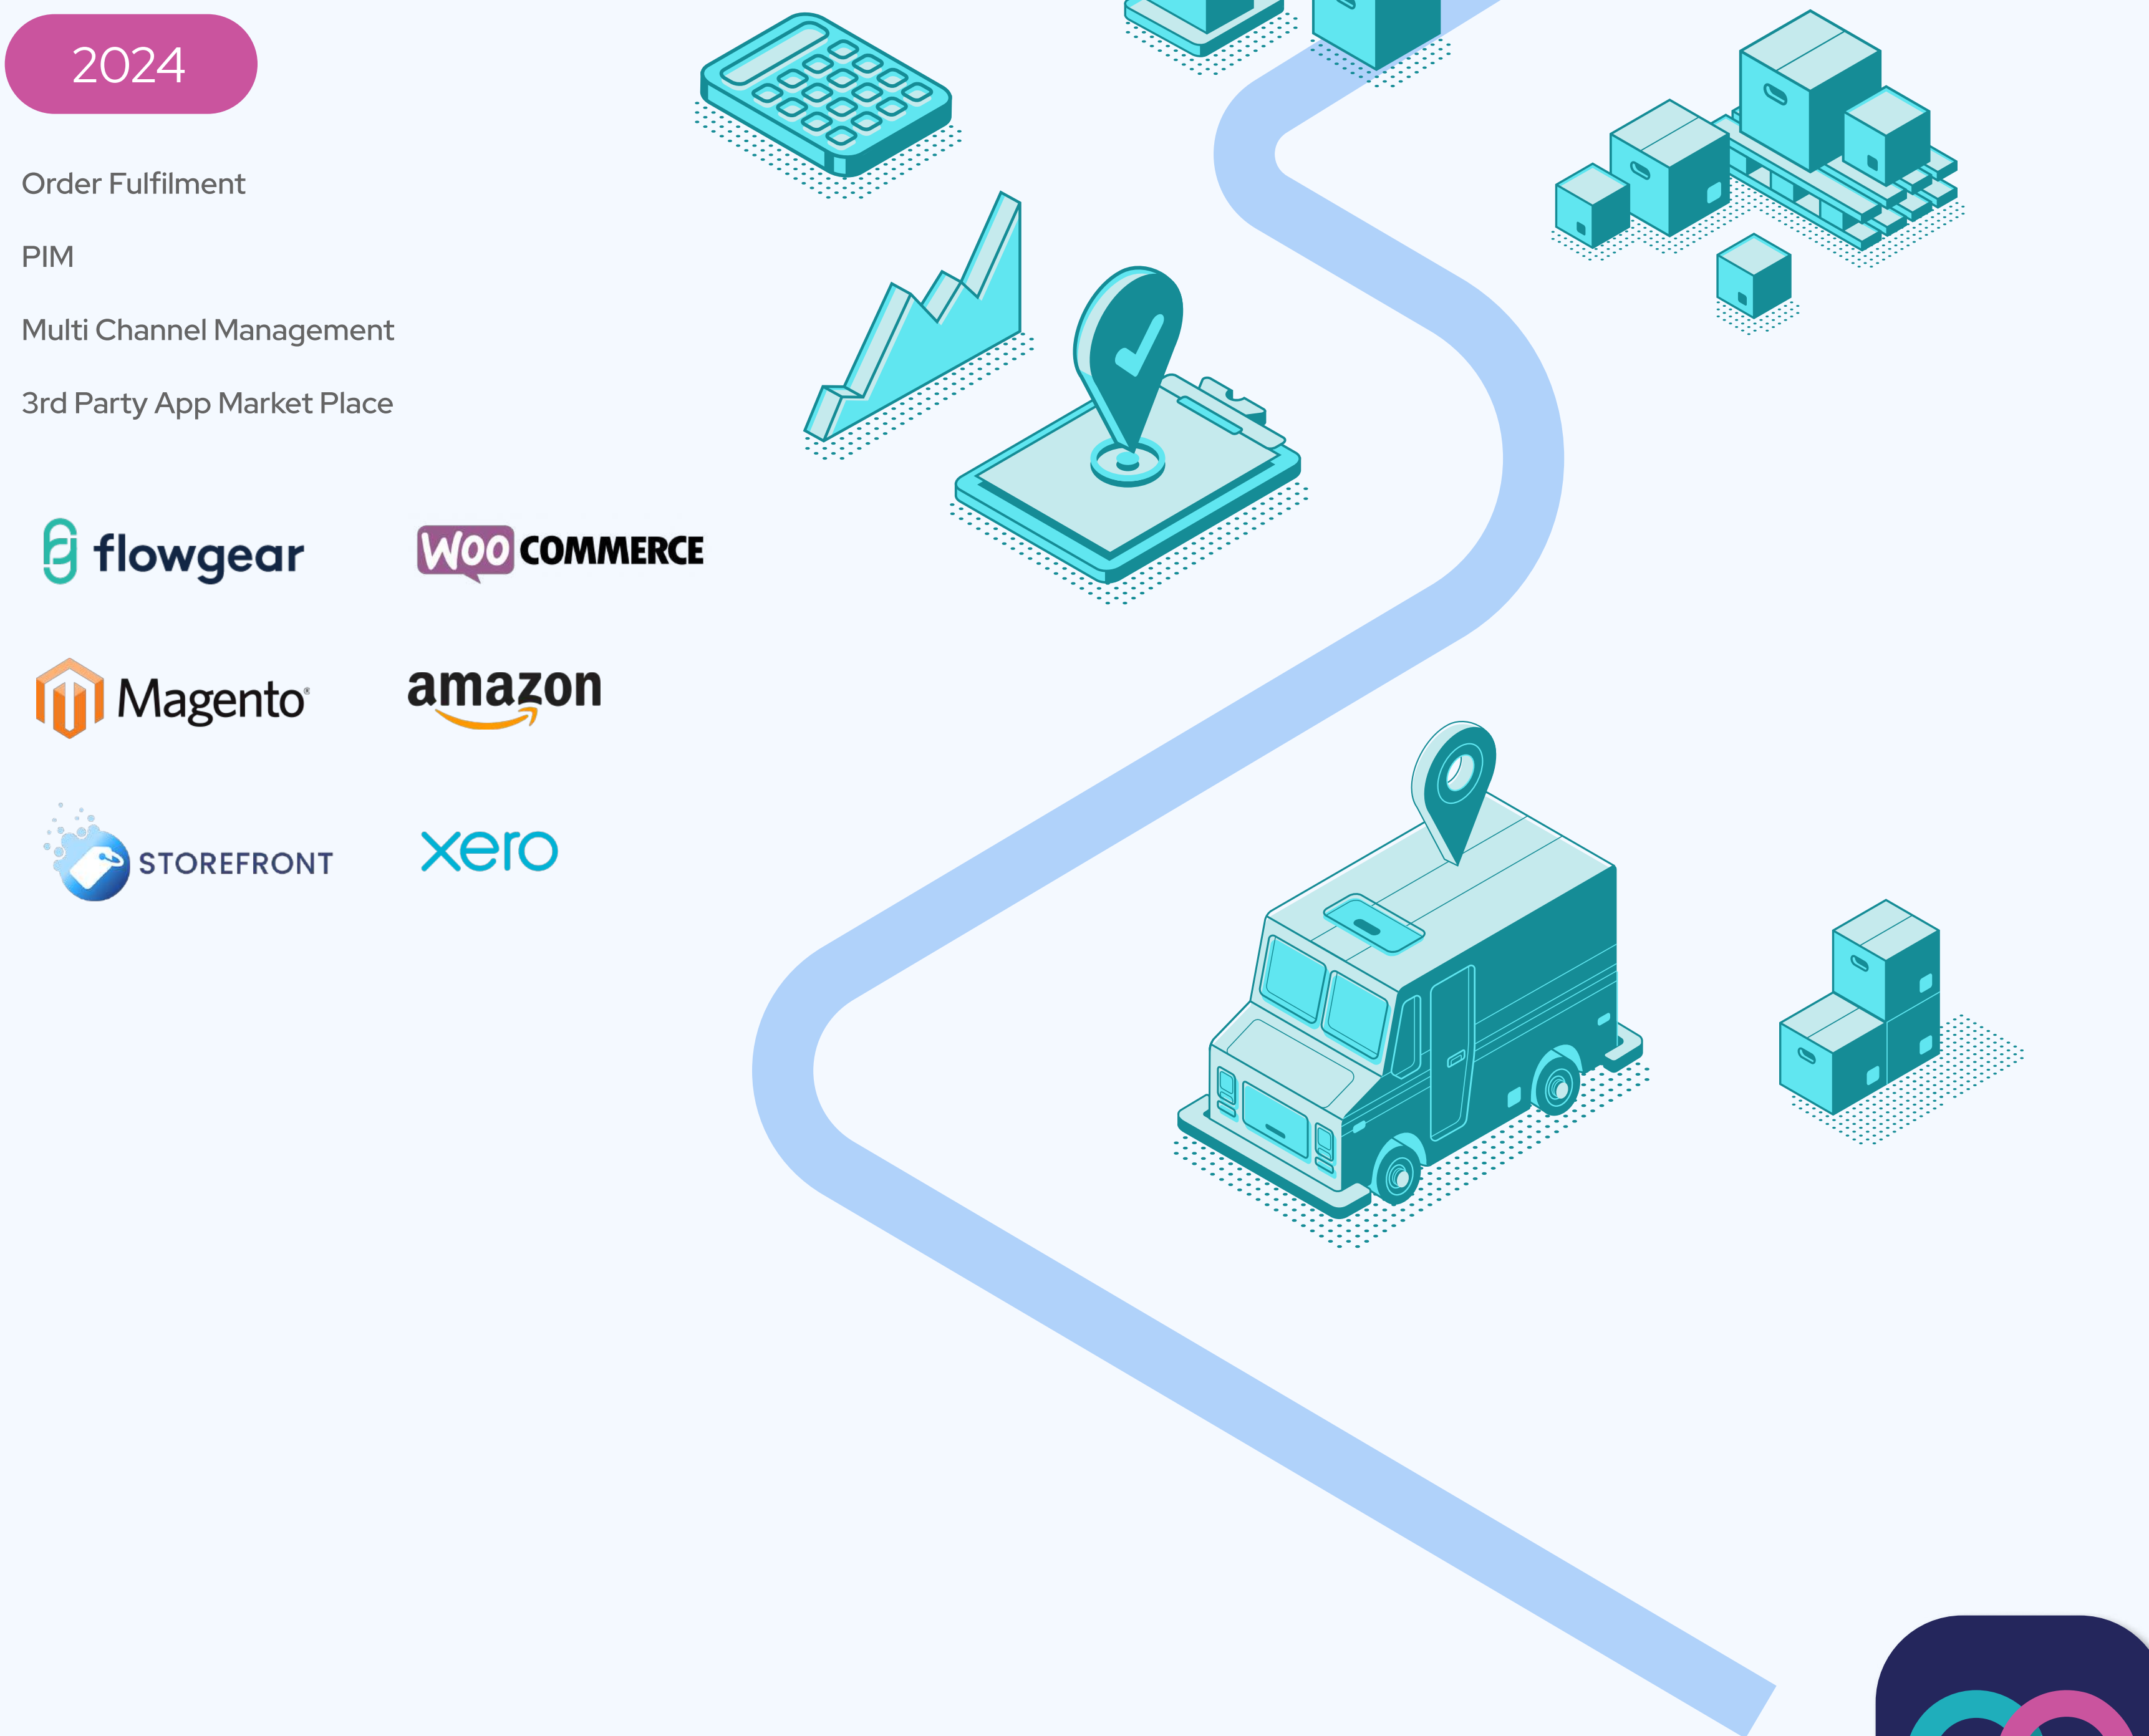 2024
Order Fulfilment
PIM
Multi Channel Management
3rd Party App Market Place
flowgear
WOO COMMERCE
Magento®
amazon
STOREFRONT
xero